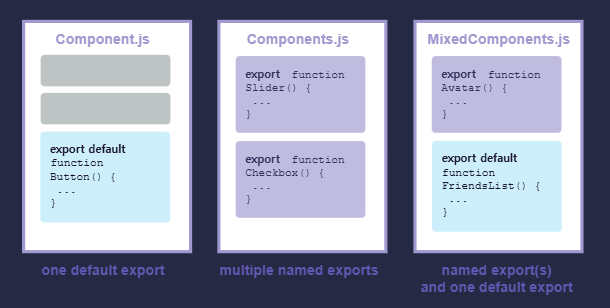 Component.js
export default
function
Button() {
...
}
one default export
Components.js
export function
Slider() {
...
}
export function
Checkbox() {
...
}
multiple named exports
MixedComponents.js
export function
Avatar() {
...
}
export default
function
FriendsList() {
...
}
named export(s)
and one default export